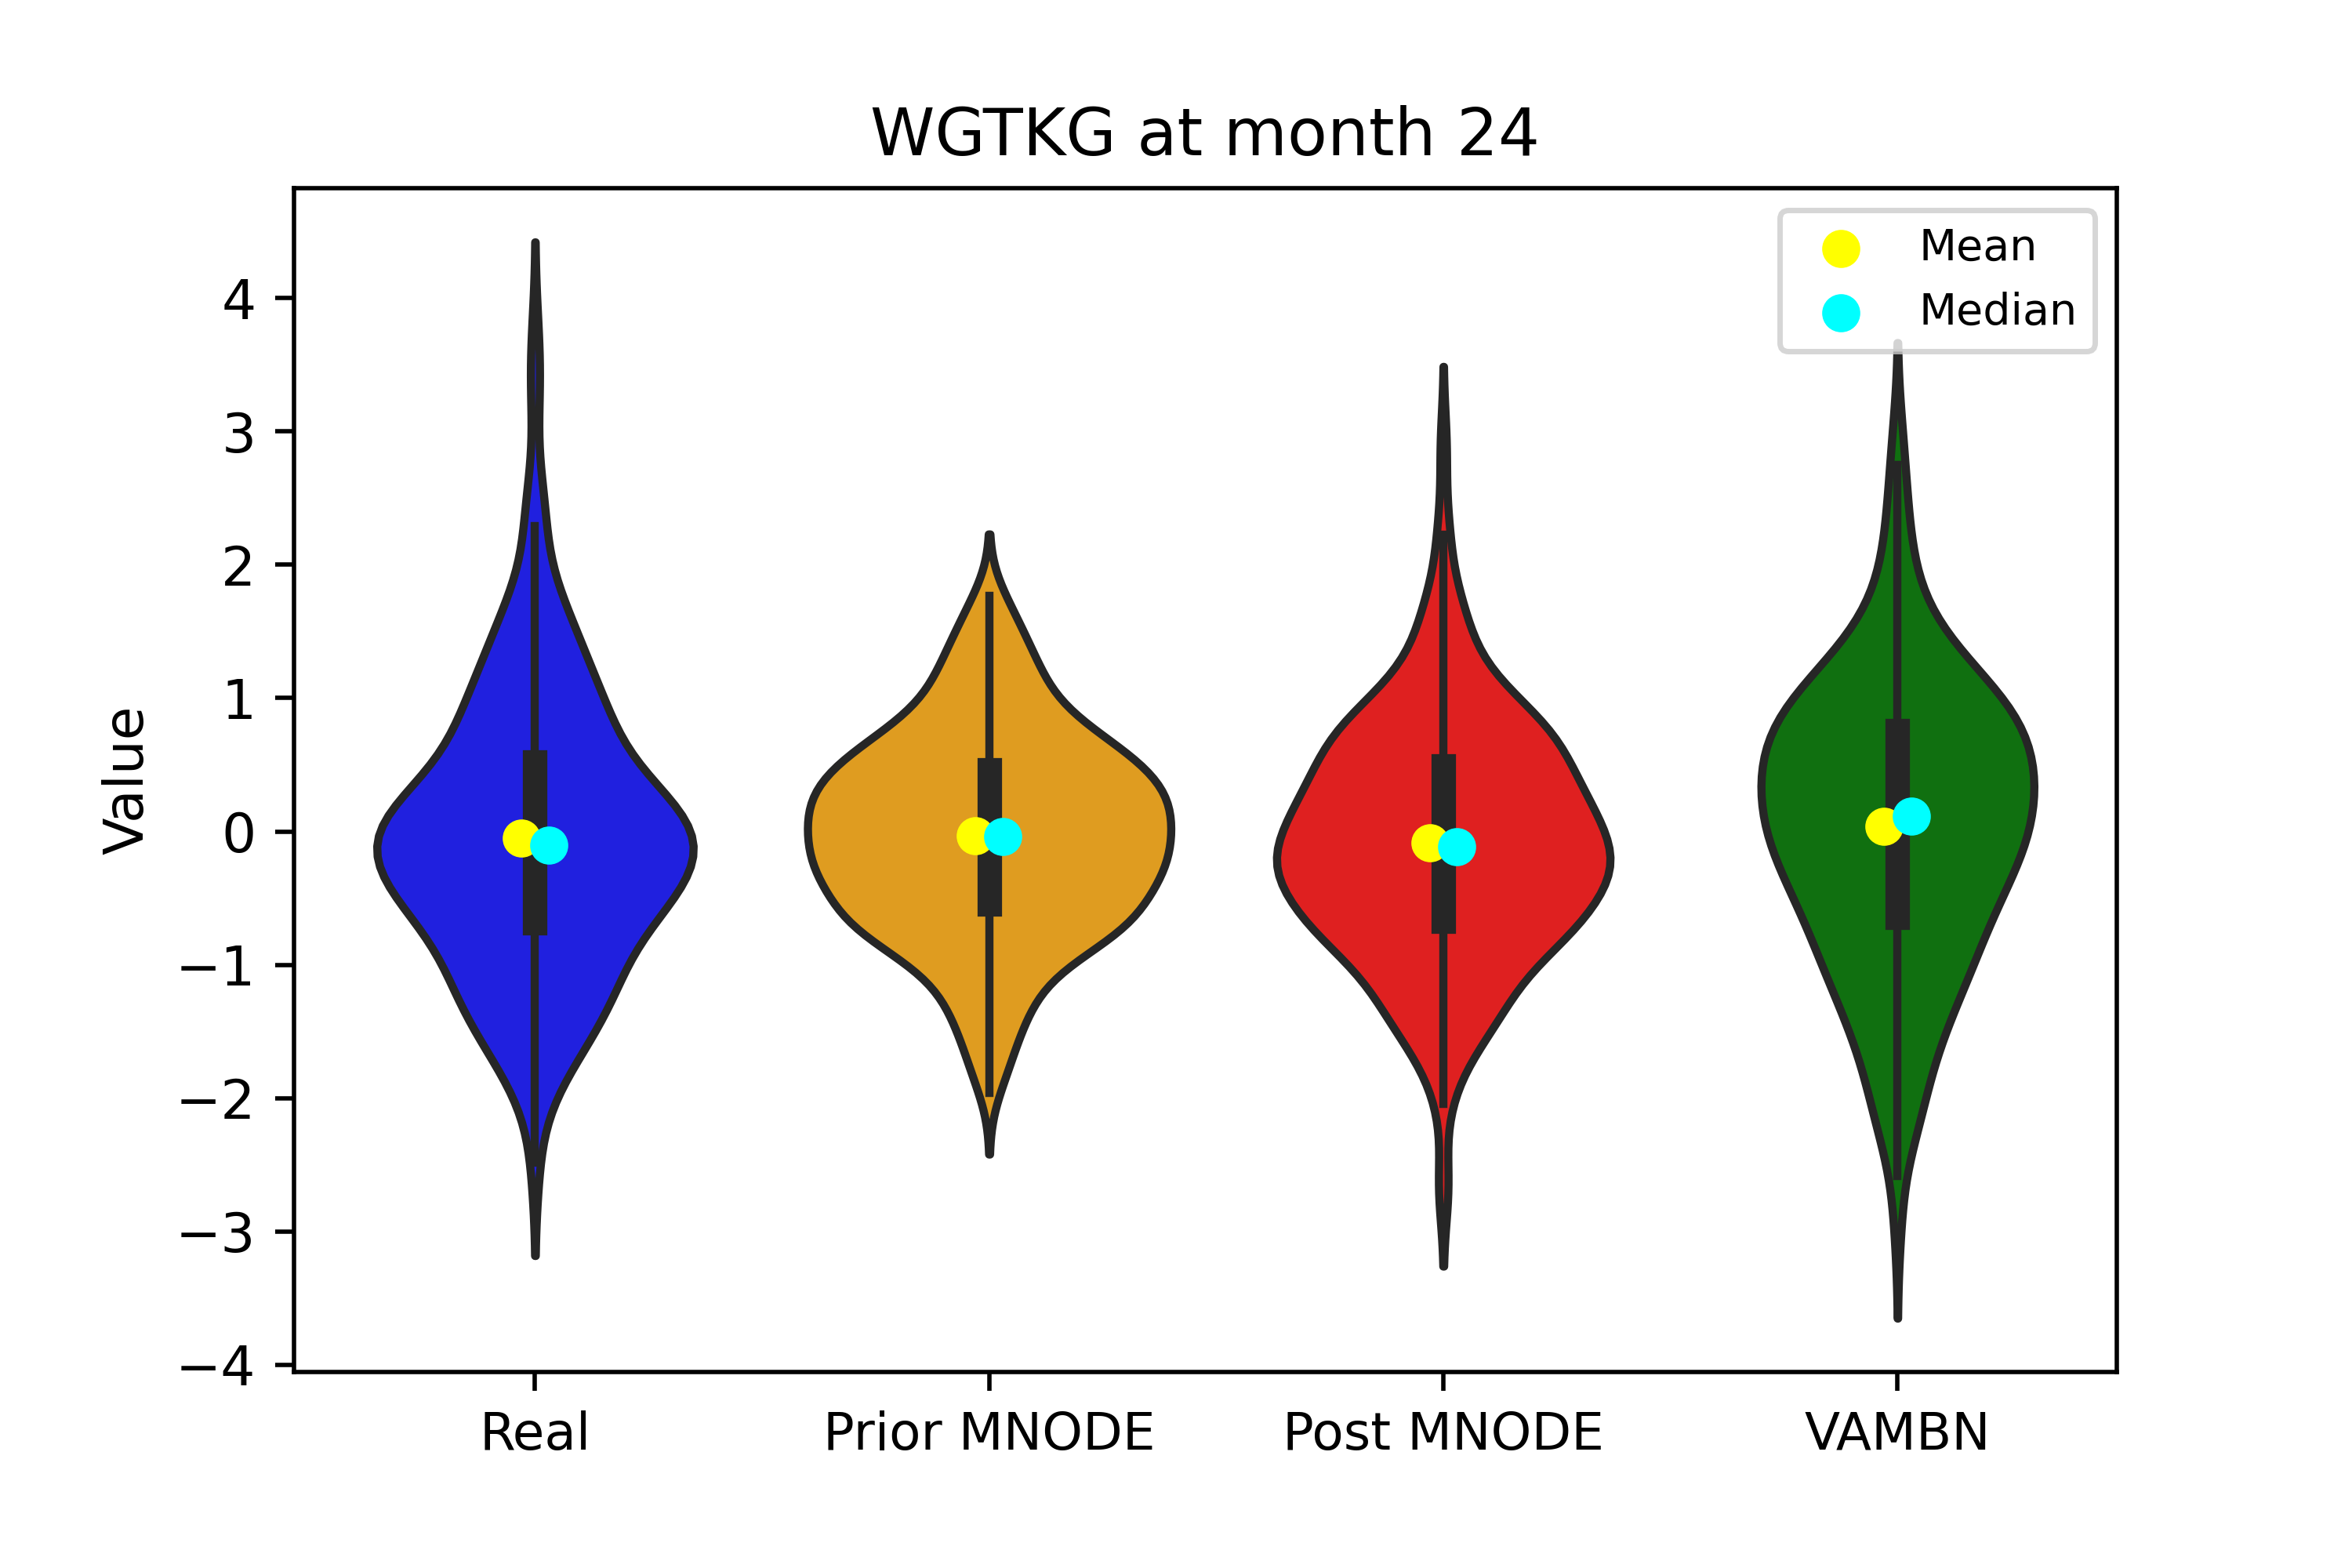 WGTKG at month 24
Mean
Median
Value
4
3
2
1
0
−1
−2
−3
−4
Real Prior MNODE Post MNODE VAMBN